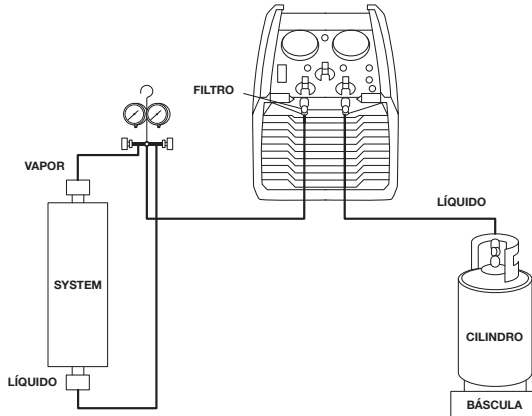 FILTRO
VAPOR
LÍQUIDO
SYSTEM
CILINDRO
LÍQUIDO
BÁSCULA